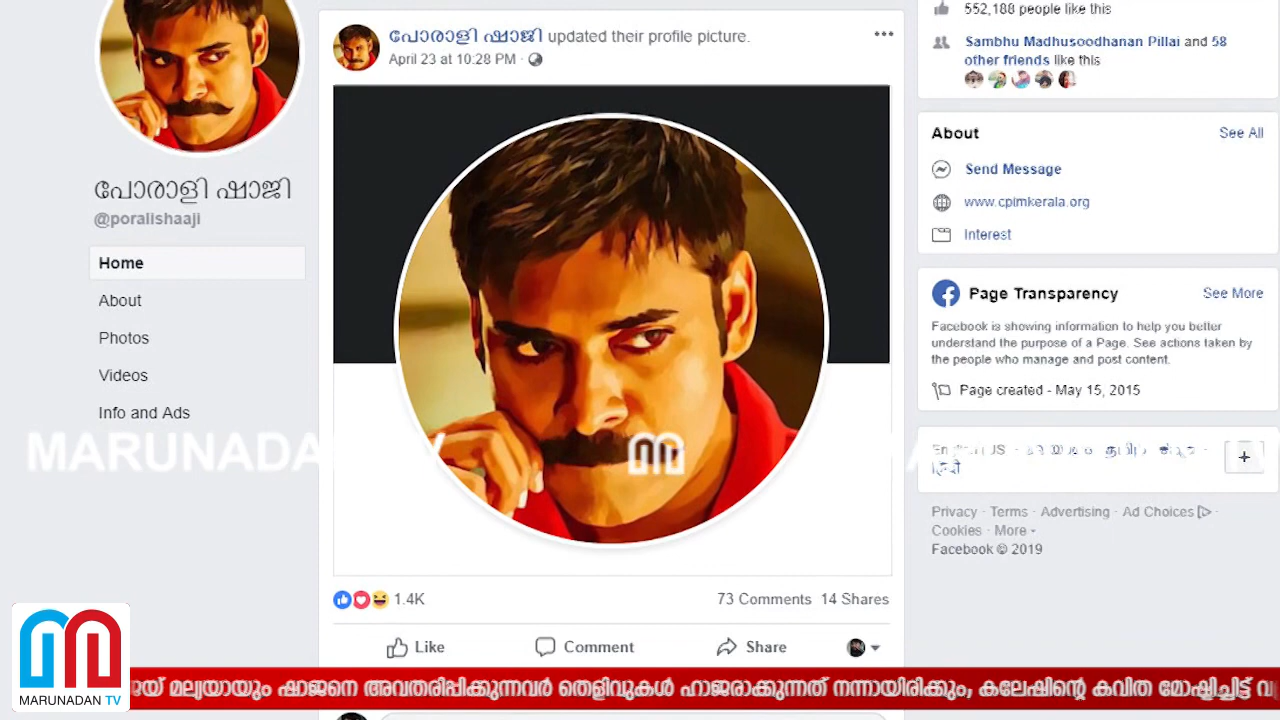 പോരാളി ഷാജി
@poralishaaji
Home
About
Photos
Videos
Info and Ads
പോരാളി ഷാജി updated their profile picture.
April 23 at 10:28 PM ·
1.4K
73 Comments 14 Shares
Like Comment Share
552,188 people like this
Sambhu Madhusoodhanan Pillai and 58
other friends like this
About See All
Send Message
www.cpimkerala.org
Interest
Page Transparency See More
Facebook is showing information to help you better
understand the purpose of a Page. See actions taken by
the people who manage and post content.
Page created - May 15, 2015
Privacy · Terms · Advertising · Ad Choices ·
Cookies · More
Facebook © 2019
MARUNADAN TV
MARUNADAN TV
മല്യയായും ഷാജനെ അവതരിപ്പിക്കുന്നവർ തെളിവുകൾ ഹാജരാക്കുന്നത് നന്നായിരിക്കും, കലേഷിന്റെ കവിത മോഷ്ടിച്ചിട്ട്